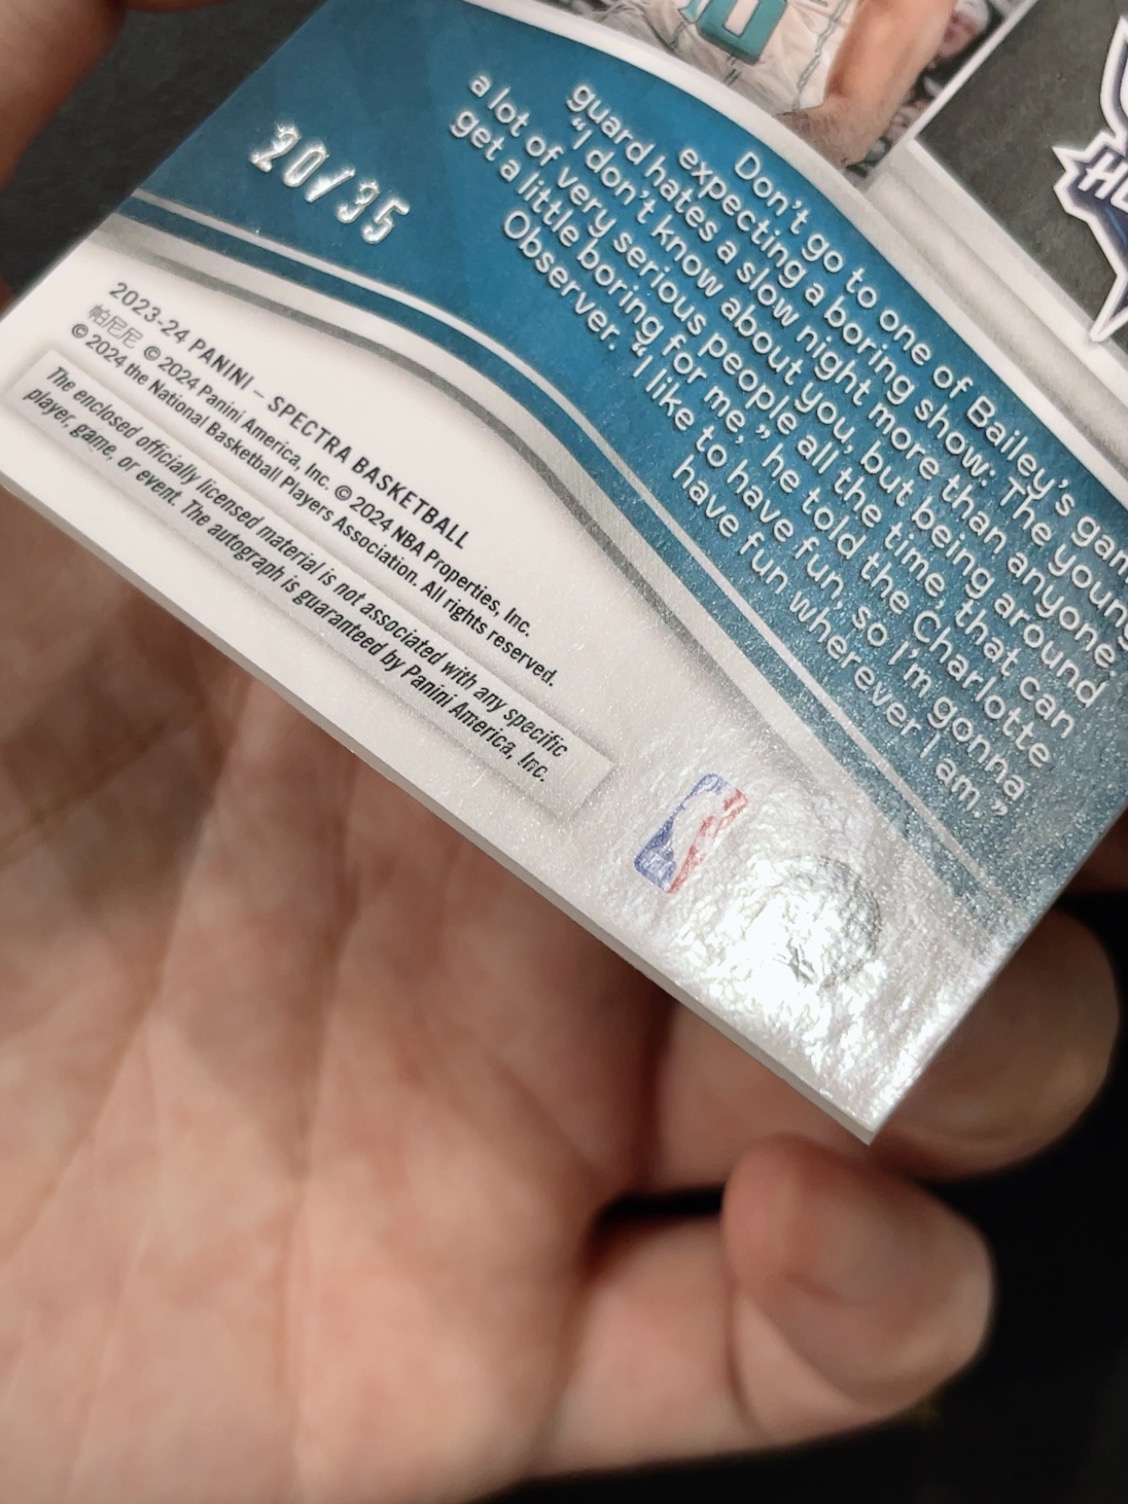 Don't go to one of Bailey's
expecting a boring show: The young
guard hates a slow night more than anyone.
"I don't know about you, but being around
a lot of very serious people all the time, that can
get a little boring for me," he told the Charlotte
Observer. "I like to have fun, so I'm gonna
have fun wherever I am."
20/35
2023-24 PANINI – SPECTRA BASKETBALL
帕尼尼 © 2024 Panini America, Inc. © 2024 NBA Properties, Inc.
© 2024 the National Basketball Players Association. All rights reserved.
The enclosed officially licensed material is not associated with any specific
player, game, or event. The autograph is guaranteed by Panini America, Inc.